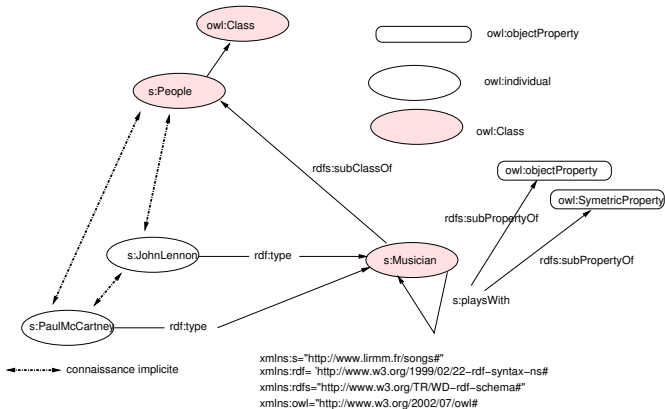 owl:Class
owl:objectProperty
s:People
owl:individual
owl:Class
rdfs:subClassOf
owl:objectProperty
owl:SymetricProperty
rdfs:subPropertyOf
s:JohnLennon
rdf:type
s:Musician
rdfs:subPropertyOf
s:playsWith
s:PaulMcCartney
rdf:type
connaissance implicite
xmlns:s="http://www.lirmm.fr/songs#"
xmlns:rdf= 'http://www.w3.org/1999/02/22-rdf-syntax-ns#
xmlns:rdfs="http://www.w3.org/TR/WD-rdf-schema#"
xmlns:owl="http://www.w3.org/2002/07/owl#